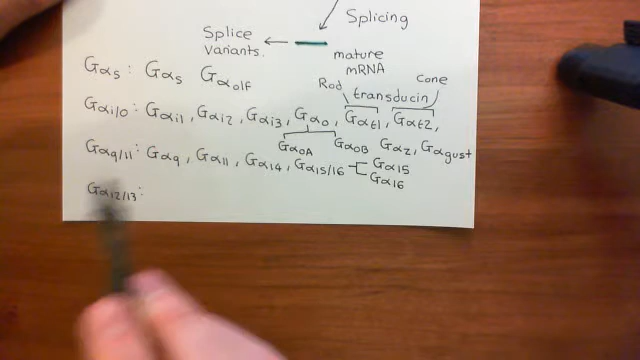 Splicing
Splice variants.
mature mRNA
Rod cone
transducin
Gαs: Gαs Gαolf
Gαi/o: Gαi1, Gαi2, Gαi3, Gαo, Gαt1, Gαt2,
GαoA GαoB Gαz, Gαgust
Gαq/11: Gαq, Gα11, Gα14, Gα15/16 Gα15
Gα16
Gα12/13: